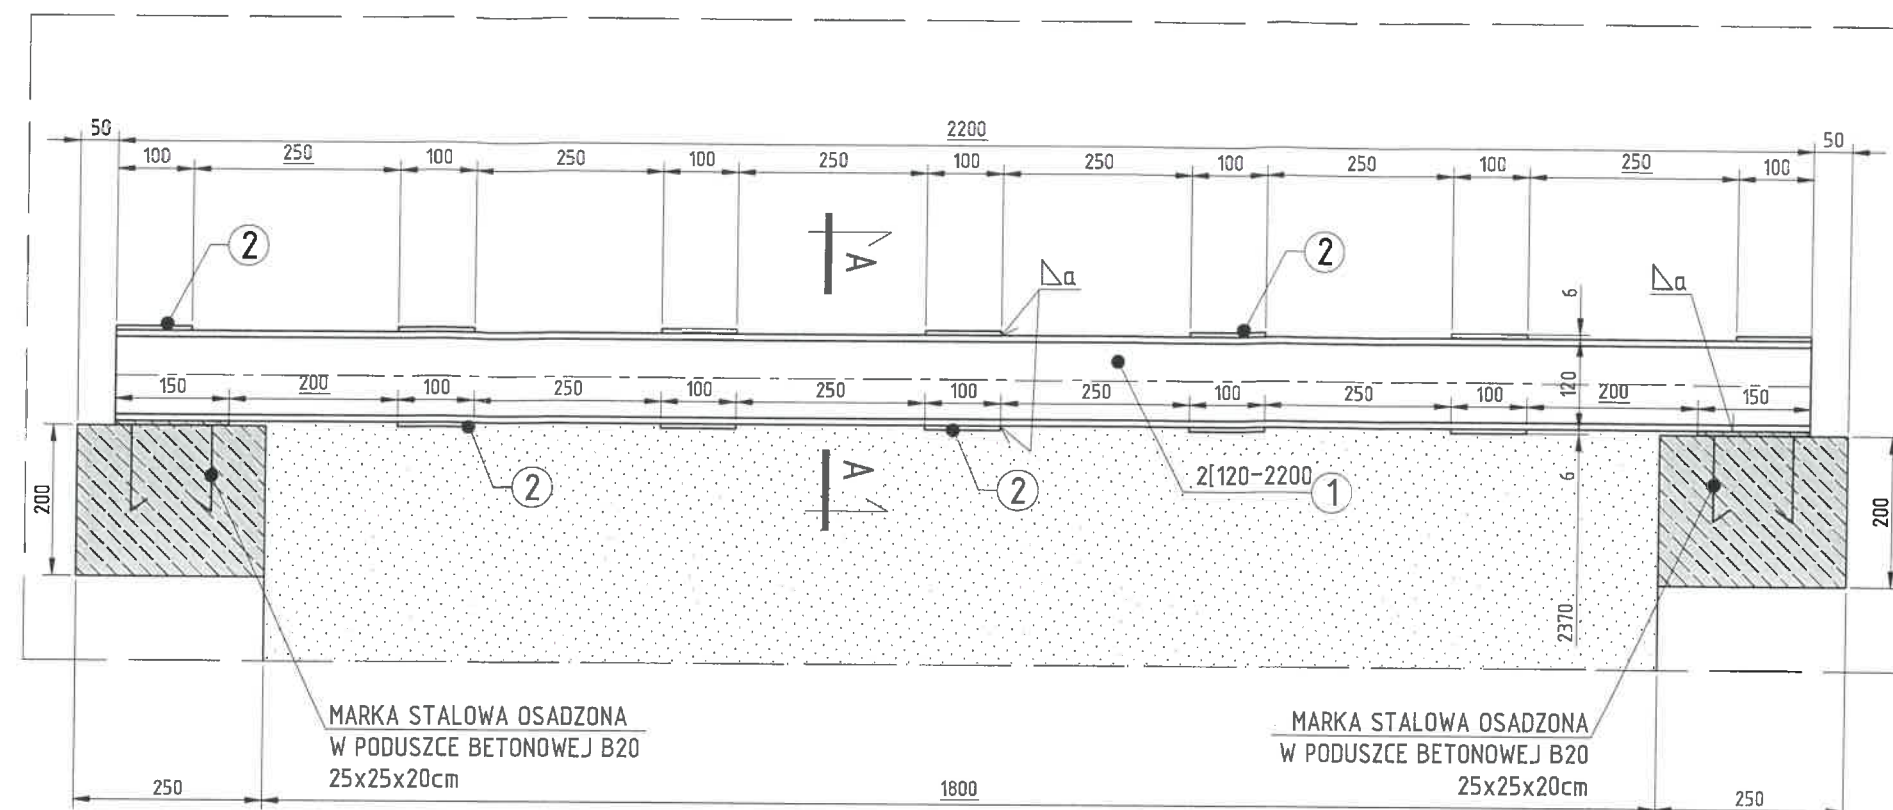 50 2200 50
100 250 100 250 100 250 100 250 100 250 100 250 100
2 2
A a a
6
120
150 200 100 250 100 250 100 250 100 250 100 200 150
A 2[120-2200 1
2 2
6
200 200
2370
MARKA STALOWA OSADZONA
W PODUSZCE BETONOWEJ B20
25x25x20cm
MARKA STALOWA OSADZONA
W PODUSZCE BETONOWEJ B20
25x25x20cm
250 1800 250